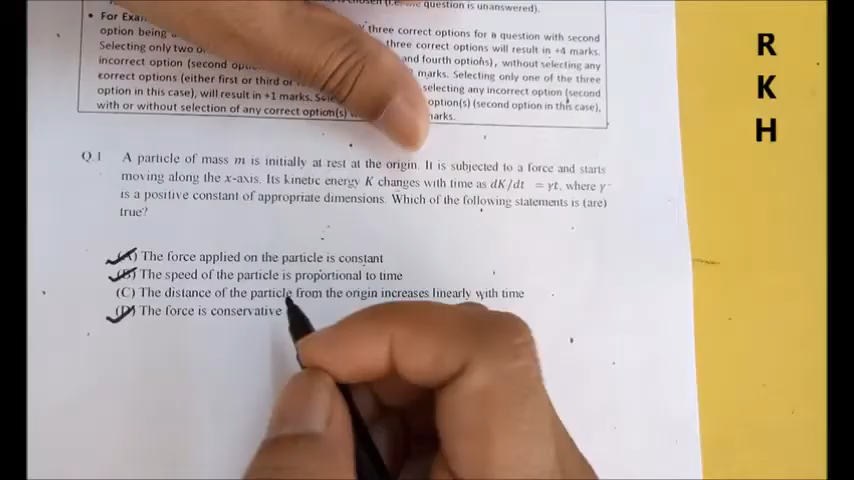 question is unanswered).
• For Exam
three correct options for a question with second
option being a three correct options will result in +4 marks.
Selecting only two o and fourth options), without selecting any
incorrect option (second optio marks. Selecting only one of the three
correct options (either first or third or selecting any incorrect option (second
option in this case), will result in +1 marks. Se option(s) (second option in this case),
with or without selection of any correct option(s) marks.
R
K
H
Q.1 A particle of mass m is initially at rest at the origin. It is subjected to a force and starts
moving along the x-axis. Its kinetic energy K changes with time as dK/dt = γt, where γ
is a positive constant of appropriate dimensions. Which of the following statements is (are)
true?
(A) The force applied on the particle is constant
(B) The speed of the particle is proportional to time
(C) The distance of the particle from the origin increases linearly with time
(D) The force is conservative